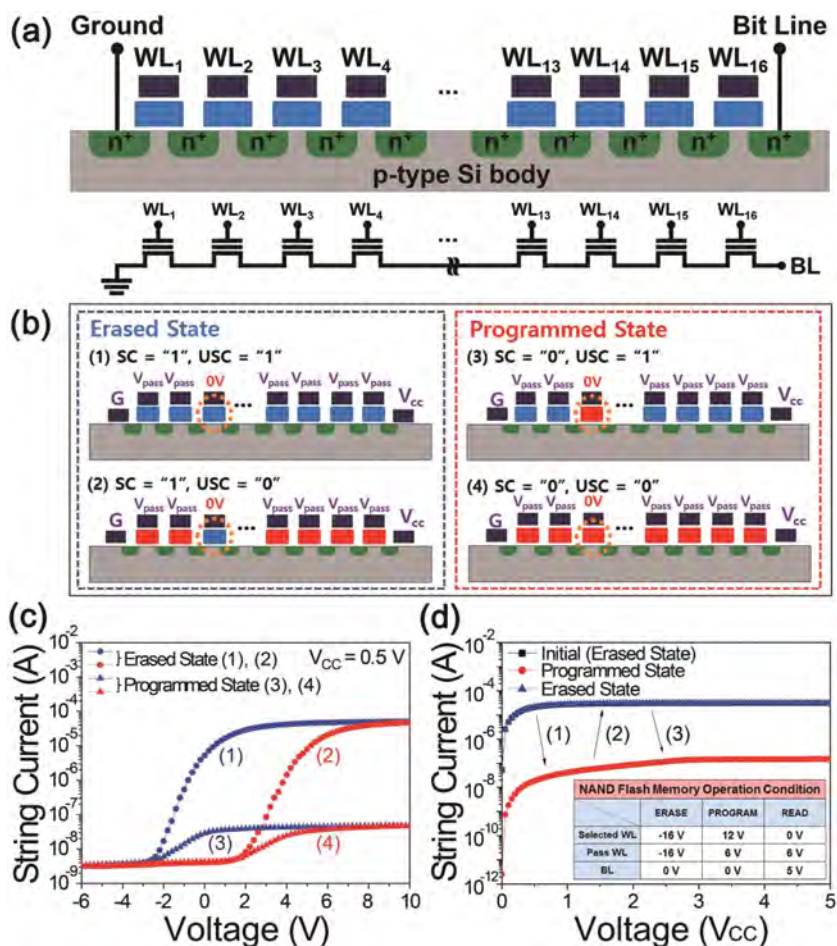 (a)
Ground
Bit Line
WL₁ WL₂ WL₃ WL₄ ... WL₁₃ WL₁₄ WL₁₅ WL₁₆
n⁺ n⁺ n⁺ n⁺ n⁺ n⁺ n⁺ n⁺ n⁺ n⁺
p-type Si body
WL₁ WL₂ WL₃ WL₄ ... WL₁₃ WL₁₄ WL₁₅ WL₁₆
BL
(b)
Erased State
(1) SC = "1", USC = "1"
Vpass Vpass 0V Vpass Vpass Vpass Vpass
G ... Vcc
(2) SC = "1", USC = "0"
Vpass Vpass 0V Vpass Vpass Vpass Vpass
G ... Vcc
Programmed State
(3) SC = "0", USC = "1"
Vpass Vpass 0V Vpass Vpass Vpass Vpass
G ... Vcc
(4) SC = "0", USC = "0"
Vpass Vpass 0V Vpass Vpass Vpass Vpass
G ... Vcc
(c)
String Current (A)
10⁻²
10⁻³
10⁻⁴
10⁻⁵
10⁻⁶
10⁻⁷
10⁻⁸
10⁻⁹
}Erased State (1), (2)
V_CC = 0.5 V
}Programmed State (3), (4)
(1)
(2)
(3)
(4)
-6 -4 -2 0 2 4 6 8 10
Voltage (V)
(d)
String Current (A)
10⁻²
10⁻⁴
10⁻⁶
10⁻⁸
10⁻¹⁰
10⁻¹²
Initial (Erased State)
Programmed State
Erased State
(1) (2) (3)
NAND Flash Memory Operation Condition
ERASE PROGRAM READ
Selected WL -16 V 12 V 0 V
Pass WL -16 V 6 V 6 V
BL 0 V 0 V 5 V
0 1 2 3 4 5
Voltage (V_CC)